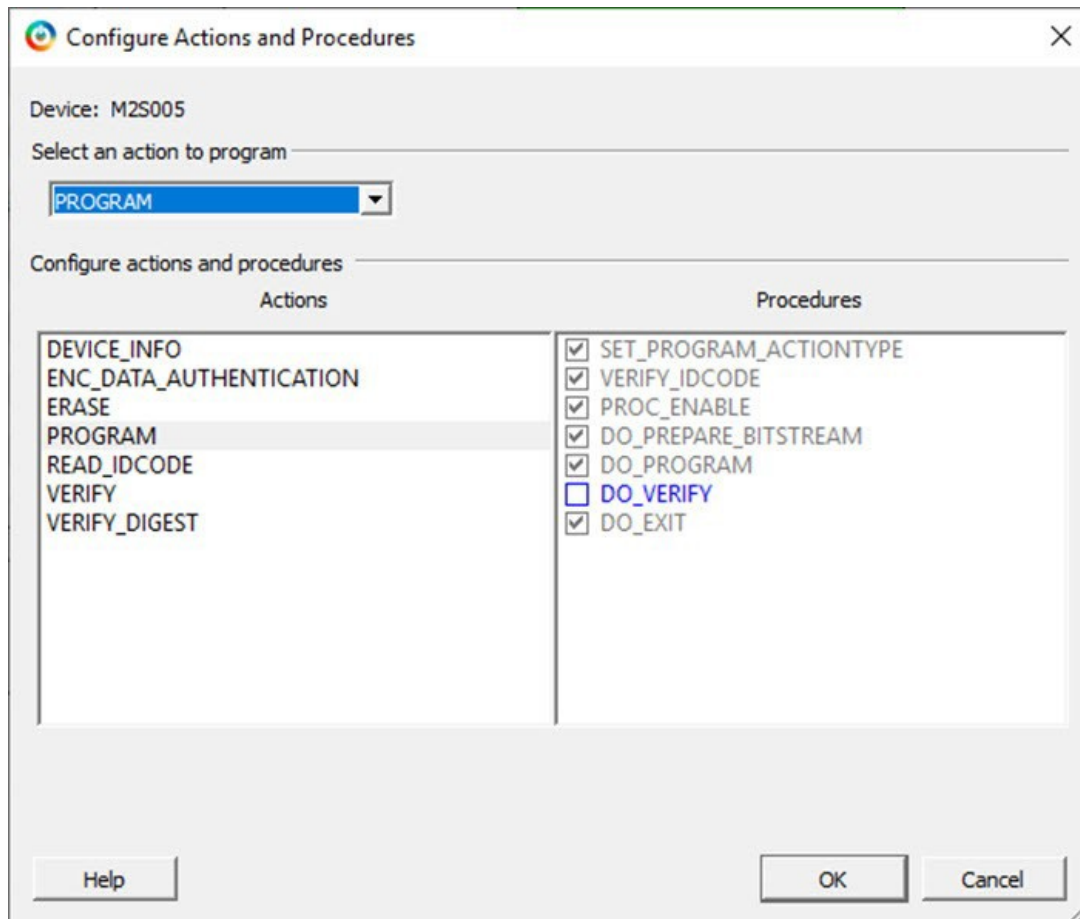 Configure Actions and Procedures
Device: M2S005
Select an action to program
PROGRAM
Configure actions and procedures
Actions
Procedures
DEVICE_INFO
ENC_DATA_AUTHENTICATION
ERASE
PROGRAM
READ_IDCODE
VERIFY
VERIFY_DIGEST
SET_PROGRAM_ACTIONTYPE
VERIFY_IDCODE
PROC_ENABLE
DO_PREPARE_BITSTREAM
DO_PROGRAM
DO_VERIFY
DO_EXIT
Help
OK
Cancel